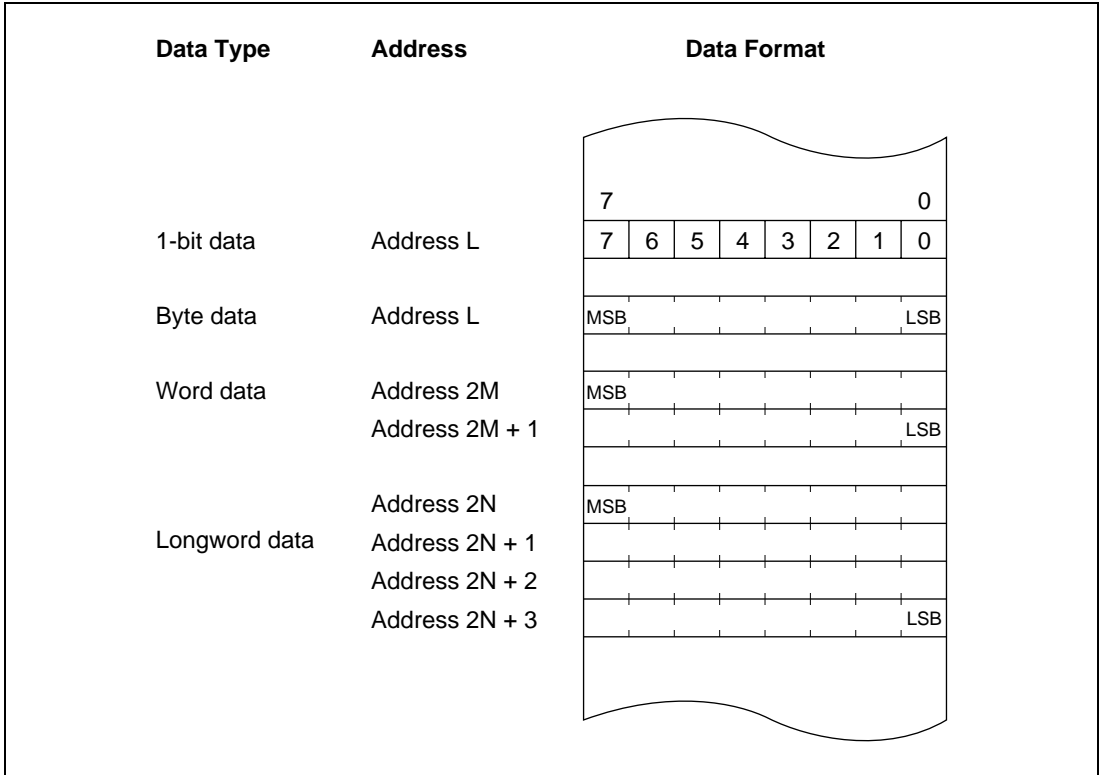 Data Type Address Data Format
7 0
1-bit data Address L 7 6 5 4 3 2 1 0
Byte data Address L MSB LSB
Word data Address 2M MSB
Address 2M + 1 LSB
Address 2N MSB
Longword data Address 2N + 1
Address 2N + 2
Address 2N + 3 LSB